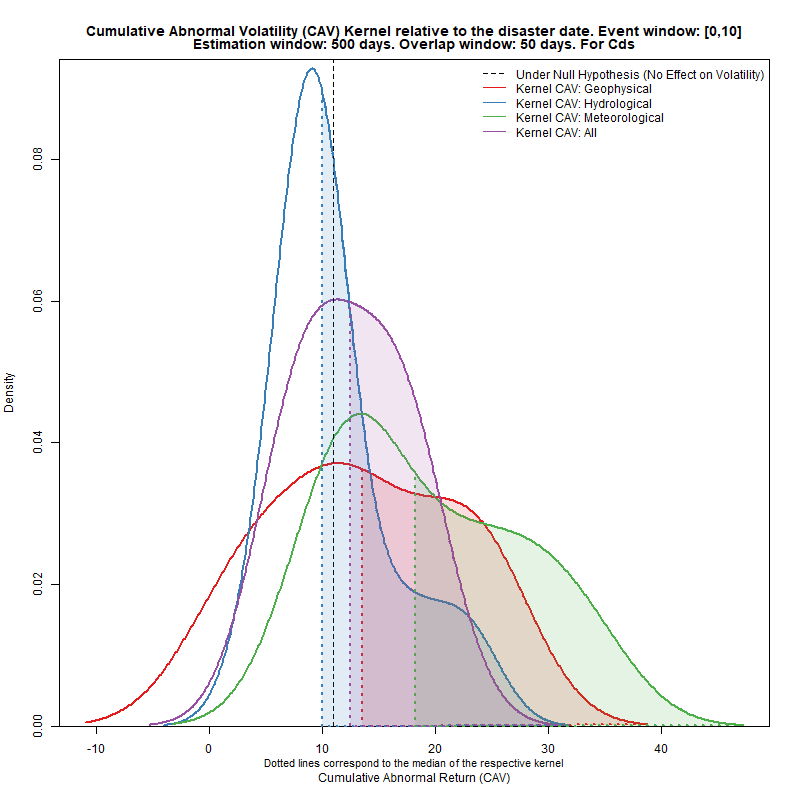 Cumulative Abnormal Volatility (CAV) Kernel relative to the disaster date. Event window: [0,10]
Estimation window: 500 days. Overlap window: 50 days. For Cds
Under Null Hypothesis (No Effect on Volatility)
Kernel CAV: Geophysical
Kernel CAV: Hydrological
Kernel CAV: Meteorological
Kernel CAV: All
Density
0.08
0.06
0.04
0.02
0.00
-10 0 10 20 30 40
Dotted lines correspond to the median of the respective kernel
Cumulative Abnormal Return (CAV)